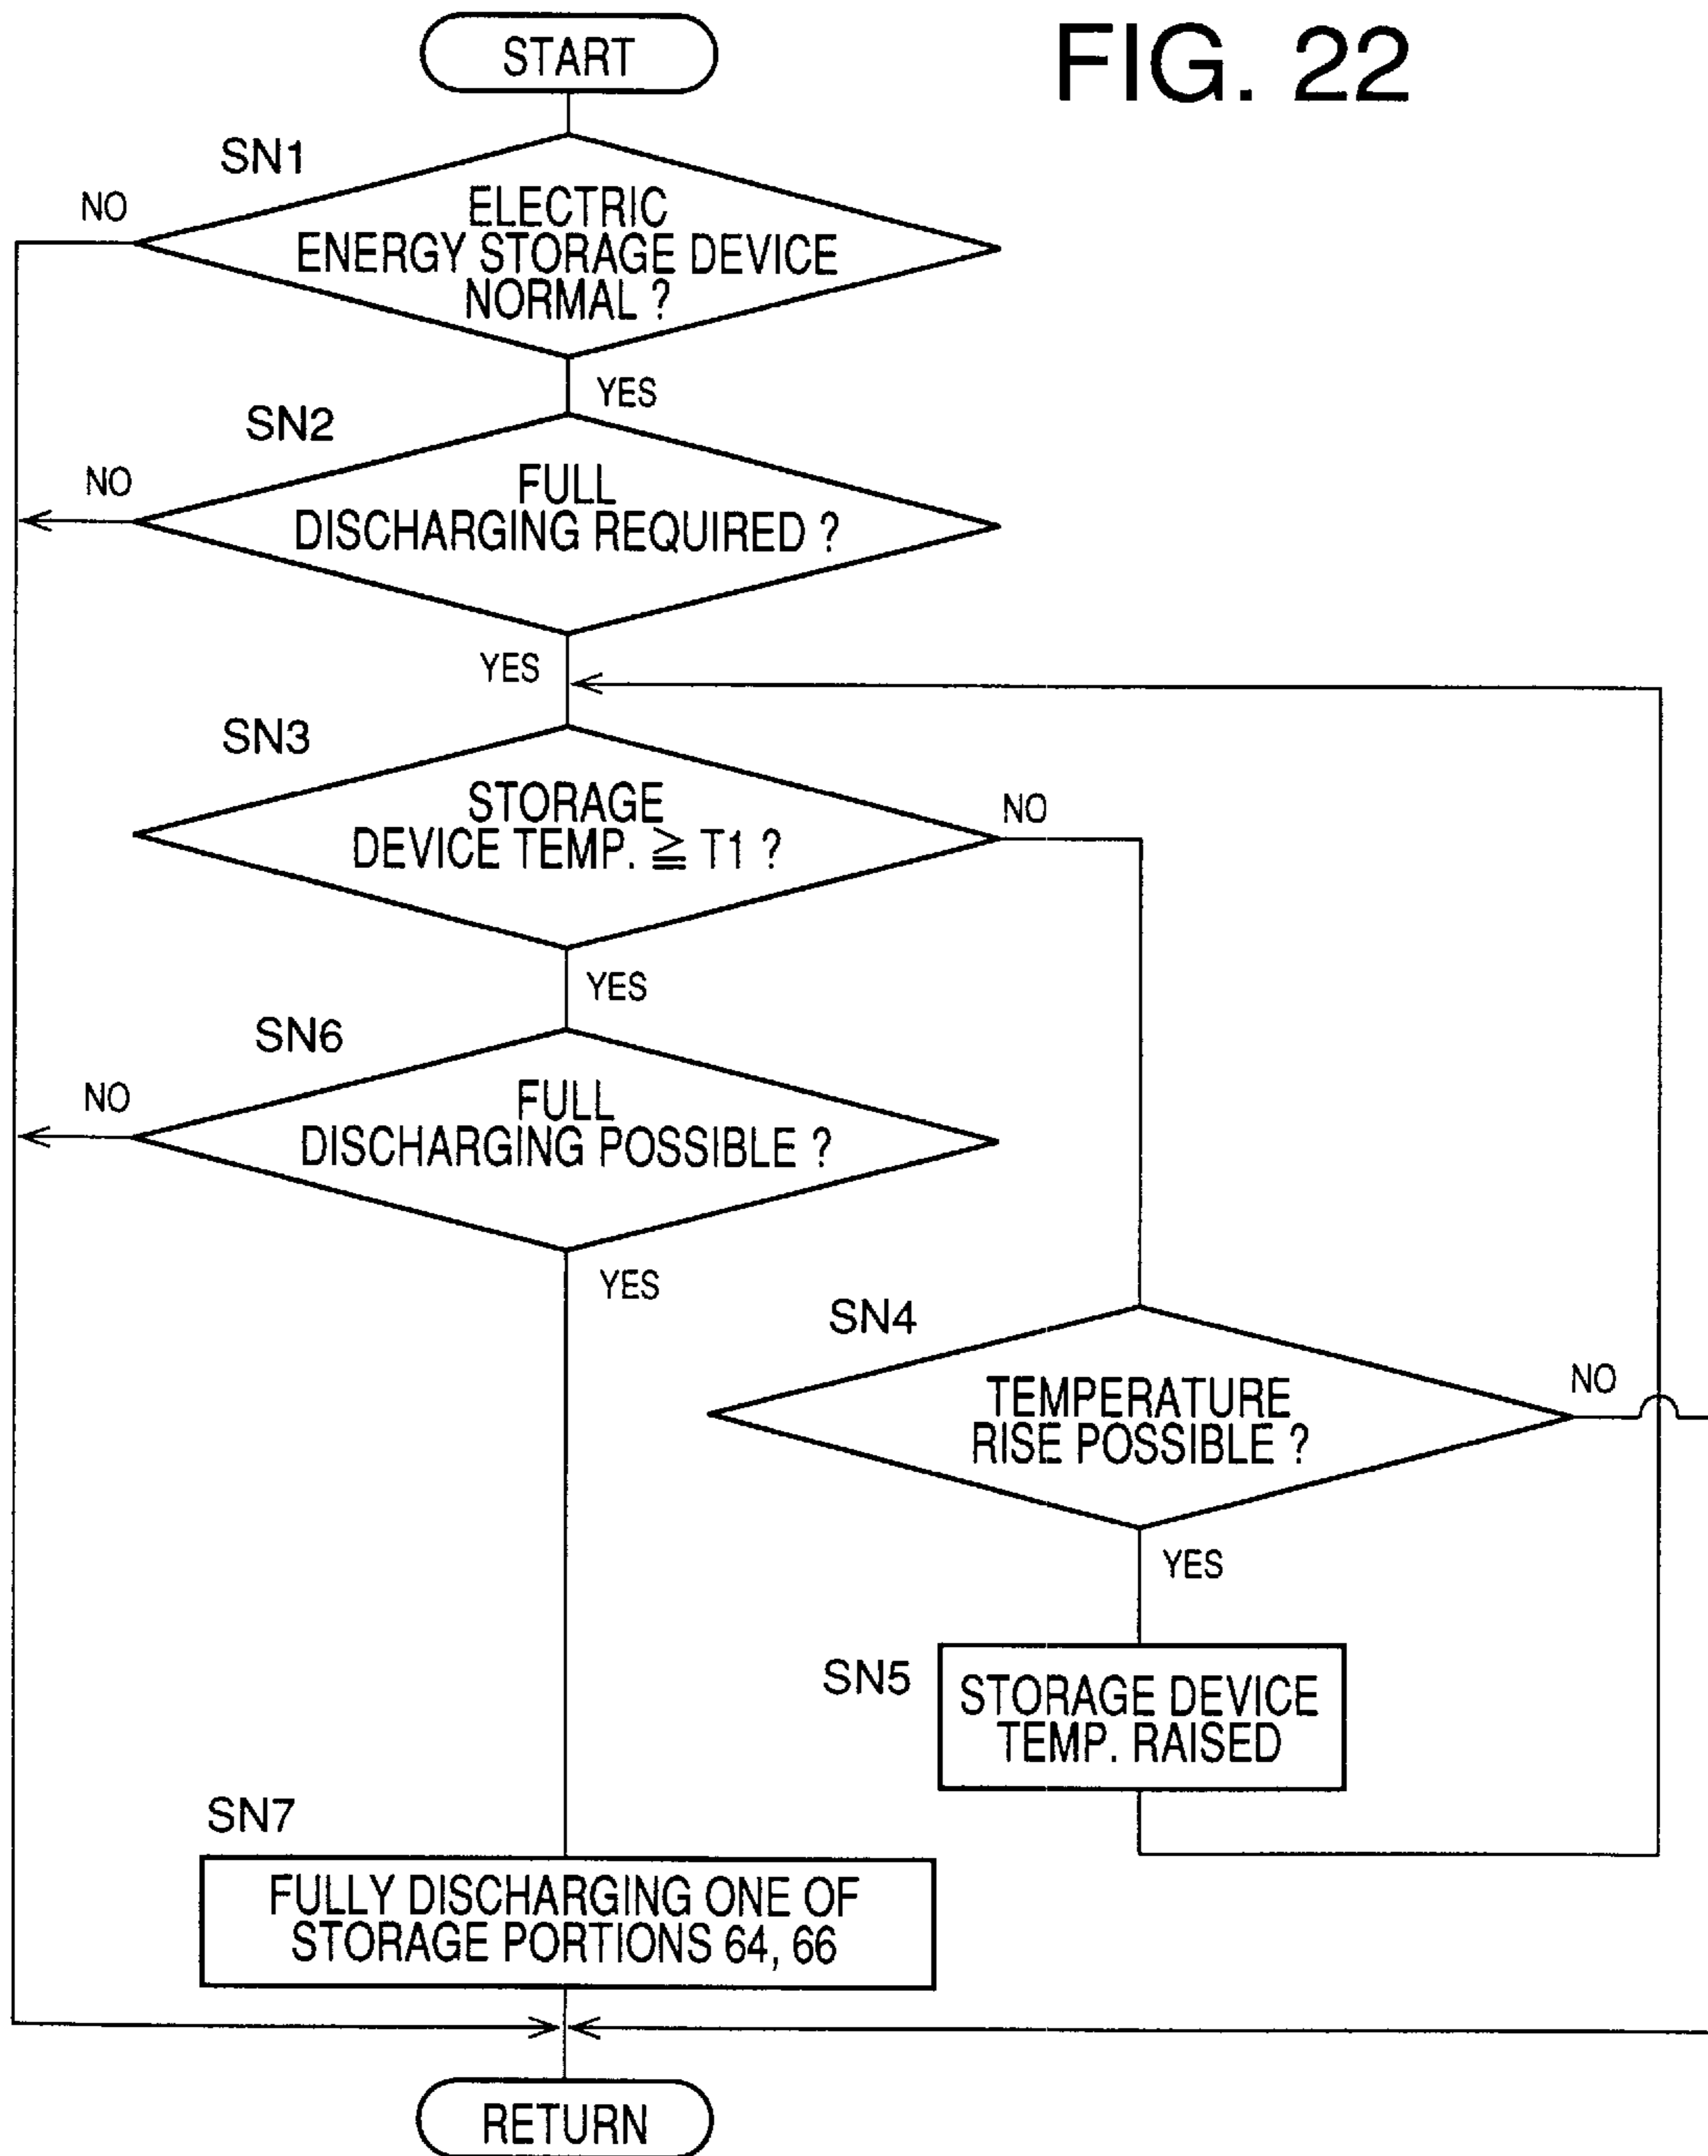 FIG. 22
START
SN1
NO
ELECTRIC
ENERGY STORAGE DEVICE
NORMAL ?
YES
SN2
NO
FULL
DISCHARGING REQUIRED ?
YES
SN3
STORAGE
DEVICE TEMP. ≧ T1 ?
NO
YES
SN6
NO
FULL
DISCHARGING POSSIBLE ?
YES
SN4
TEMPERATURE
RISE POSSIBLE ?
NO
YES
SN5
STORAGE DEVICE
TEMP. RAISED
SN7
FULLY DISCHARGING ONE OF
STORAGE PORTIONS 64, 66
RETURN